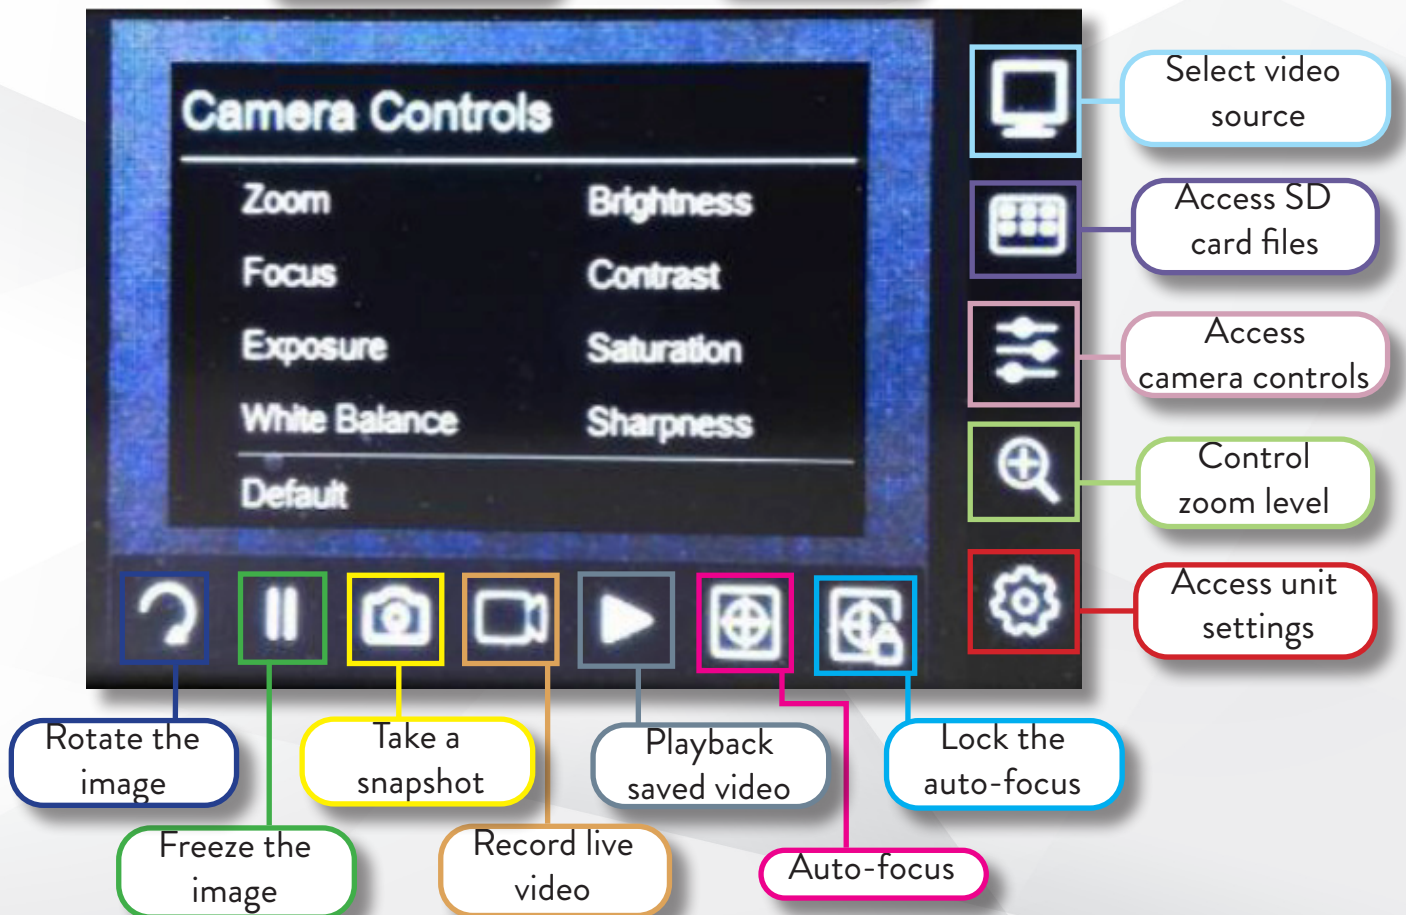 Camera Controls
Zoom
Brightness
Focus
Contrast
Exposure
Saturation
White Balance
Sharpness
Default
Select video
source
Access SD
card files
Access
camera controls
Control
zoom level
Access unit
settings
Rotate the
image
Freeze the
image
Take a
snapshot
Record live
video
Playback
saved video
Auto-focus
Lock the
auto-focus